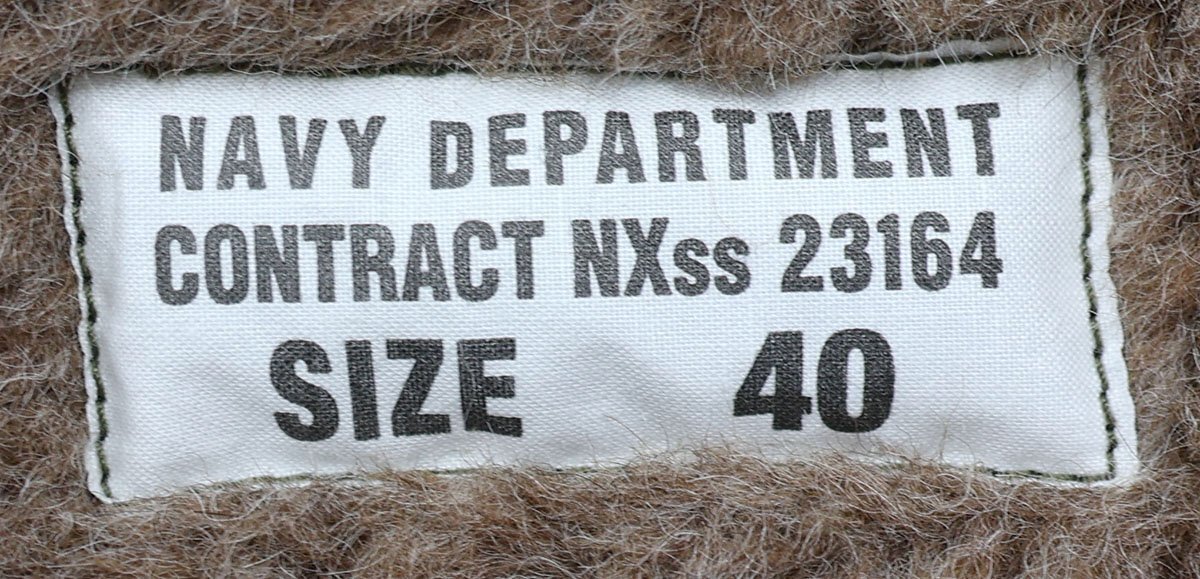 NAVY DEPARTMENT
CONTRACT NXss 23164
SIZE 40